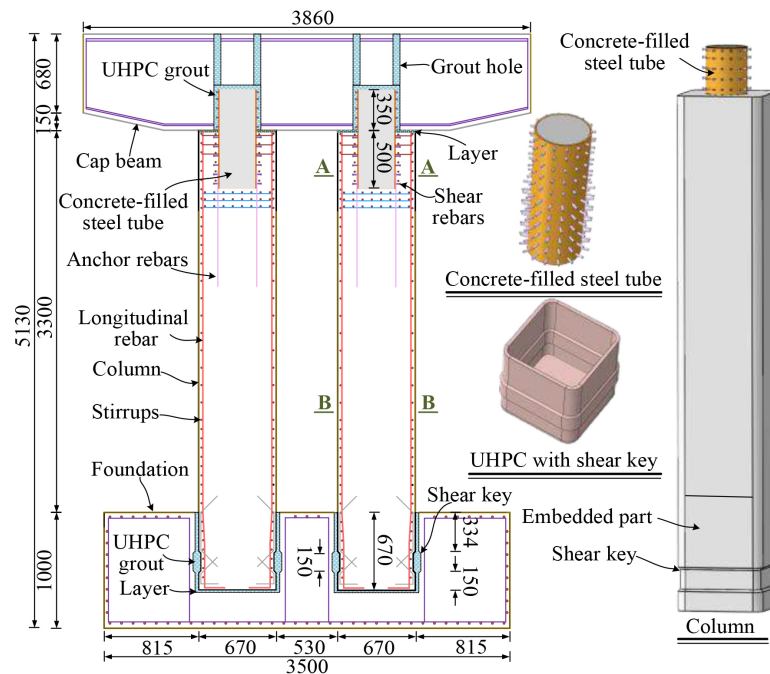 3860
680
150
5130
3300
1000
UHPC grout
Grout hole
350
500
Cap beam
Layer
A
A
Concrete-filled
steel tube
Shear
rebars
Anchor rebars
Longitudinal
rebar
Column
Stirrups
B
B
Foundation
Shear key
UHPC
grout
Layer
150
670
334
150
815
670
530
670
815
3500
Concrete-filled
steel tube
Concrete-filled steel tube
UHPC with shear key
Embedded part
Shear key
Column